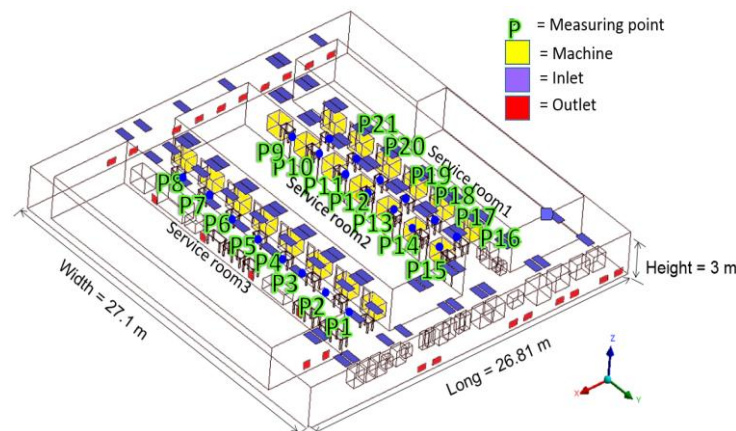 P = Measuring point
= Machine
= Inlet
= Outlet
P21
P20
P19
P18
P17
P16
Service room1
P9
P10
P11
P12
P13
P14
P15
Service room2
P8
P7
P6
P5
P4
P3
P2
P1
Service room3
Height = 3 m
Width = 27.1 m
Long = 26.81 m
Z
X
Y